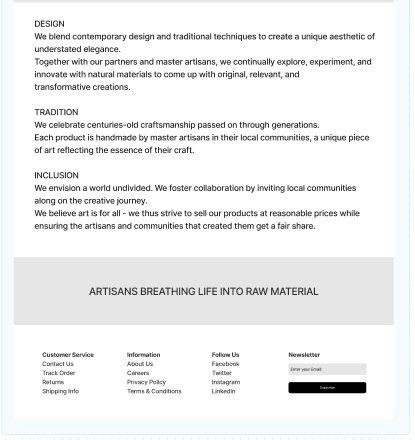 DESIGN
We blend contemporary design and traditional techniques to create a unique aesthetic of
understated elegance.
Together with our partners and master artisans, we continually explore, experiment, and
innovate with natural materials to come up with original, relevant, and
transformative creations.
TRADITION
We celebrate centuries-old craftsmanship passed on through generations.
Each product is handmade by master artisans in their local communities, a unique piece
of art reflecting the essence of their craft.
INCLUSION
We envision a world undivided. We foster collaboration by inviting local communities
along on the creative journey.
We believe art is for all - we thus strive to sell our products at reasonable prices while
ensuring the artisans and communities that created them get a fair share.
ARTISANS BREATHING LIFE INTO RAW MATERIAL
Customer Service
Contact Us
Track Order
Returns
Shipping Info
Information
About Us
Careers
Privacy Policy
Terms & Conditions
Follow Us
Facebook
Twitter
Instagram
LinkedIn
Newsletter
Enter your Email
Subscribe